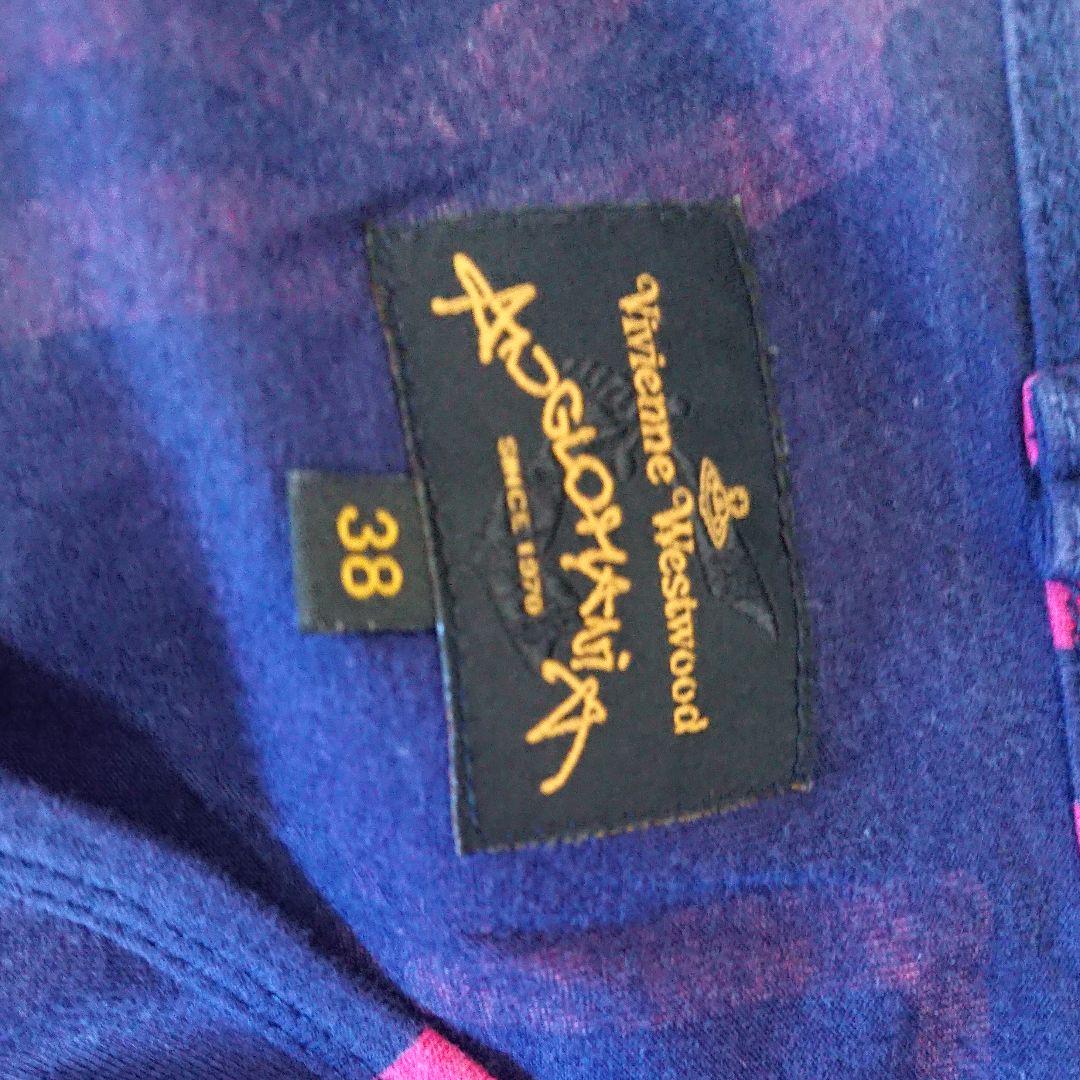 Vivienne Westwood
ANGLOMANiA
SINCE 1970
38